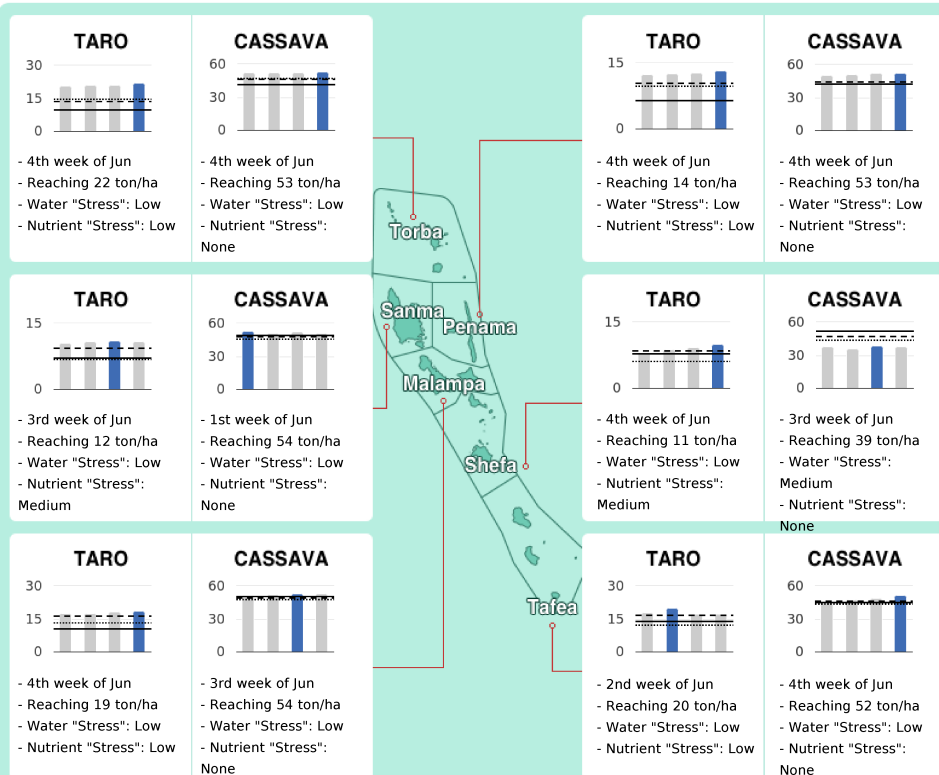 TARO
30
15
0
- 4th week of Jun
- Reaching 22 ton/ha
- Water "Stress": Low
- Nutrient "Stress": Low
CASSAVA
60
30
0
- 4th week of Jun
- Reaching 53 ton/ha
- Water "Stress": Low
- Nutrient "Stress":
None
TARO
15
0
- 4th week of Jun
- Reaching 14 ton/ha
- Water "Stress": Low
- Nutrient "Stress": Low
CASSAVA
60
30
0
- 4th week of Jun
- Reaching 53 ton/ha
- Water "Stress": Low
- Nutrient "Stress":
None
Torba
Sanma
Penama
Malampa
Shefa
Tafea
TARO
15
0
- 3rd week of Jun
- Reaching 12 ton/ha
- Water "Stress": Low
- Nutrient "Stress":
Medium
CASSAVA
60
30
0
- 1st week of Jun
- Reaching 54 ton/ha
- Water "Stress": Low
- Nutrient "Stress":
None
TARO
15
0
- 4th week of Jun
- Reaching 11 ton/ha
- Water "Stress": Low
- Nutrient "Stress":
Medium
CASSAVA
60
30
0
- 3rd week of Jun
- Reaching 39 ton/ha
- Water "Stress":
Medium
- Nutrient "Stress":
None
TARO
30
15
0
- 4th week of Jun
- Reaching 19 ton/ha
- Water "Stress": Low
- Nutrient "Stress": Low
CASSAVA
60
30
0
- 3rd week of Jun
- Reaching 54 ton/ha
- Water "Stress": Low
- Nutrient "Stress":
None
TARO
30
15
0
- 2nd week of Jun
- Reaching 20 ton/ha
- Water "Stress": Low
- Nutrient "Stress": Low
CASSAVA
60
30
0
- 4th week of Jun
- Reaching 52 ton/ha
- Water "Stress": Low
- Nutrient "Stress":
None